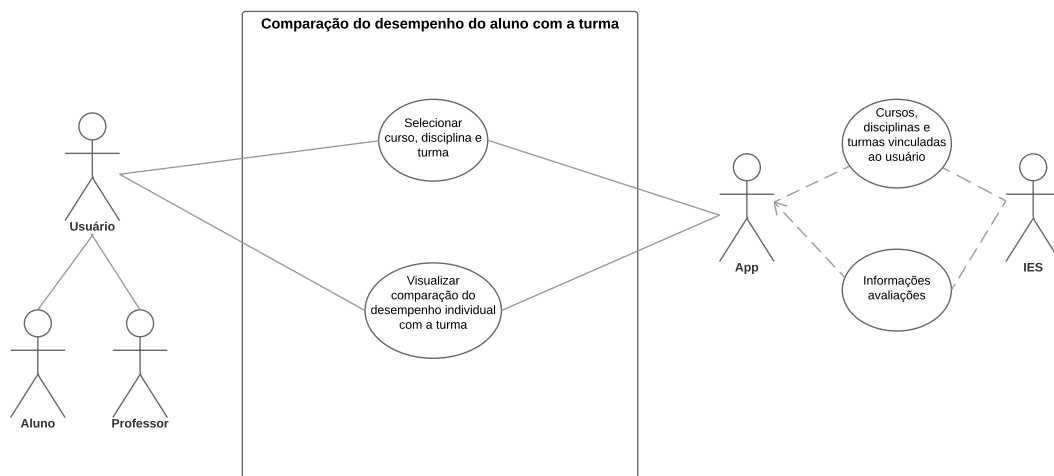 Comparação do desempenho do aluno com a turma
Selecionar
curso, disciplina e
turma
Cursos,
disciplinas e
turmas vinculadas
ao usuário
Usuário
App
IES
Visualizar
comparação do
desempenho individual
com a turma
Informações
avaliações
Aluno
Professor